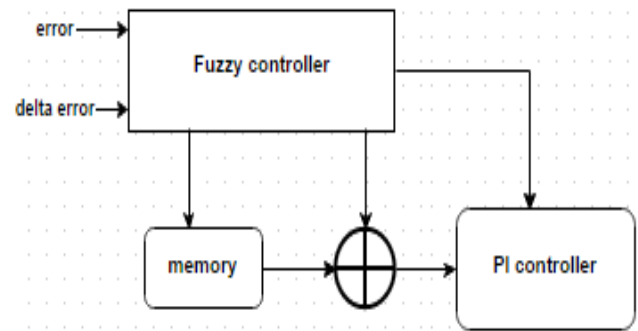 error
Fuzzy controller
delta error
memory
PI controller